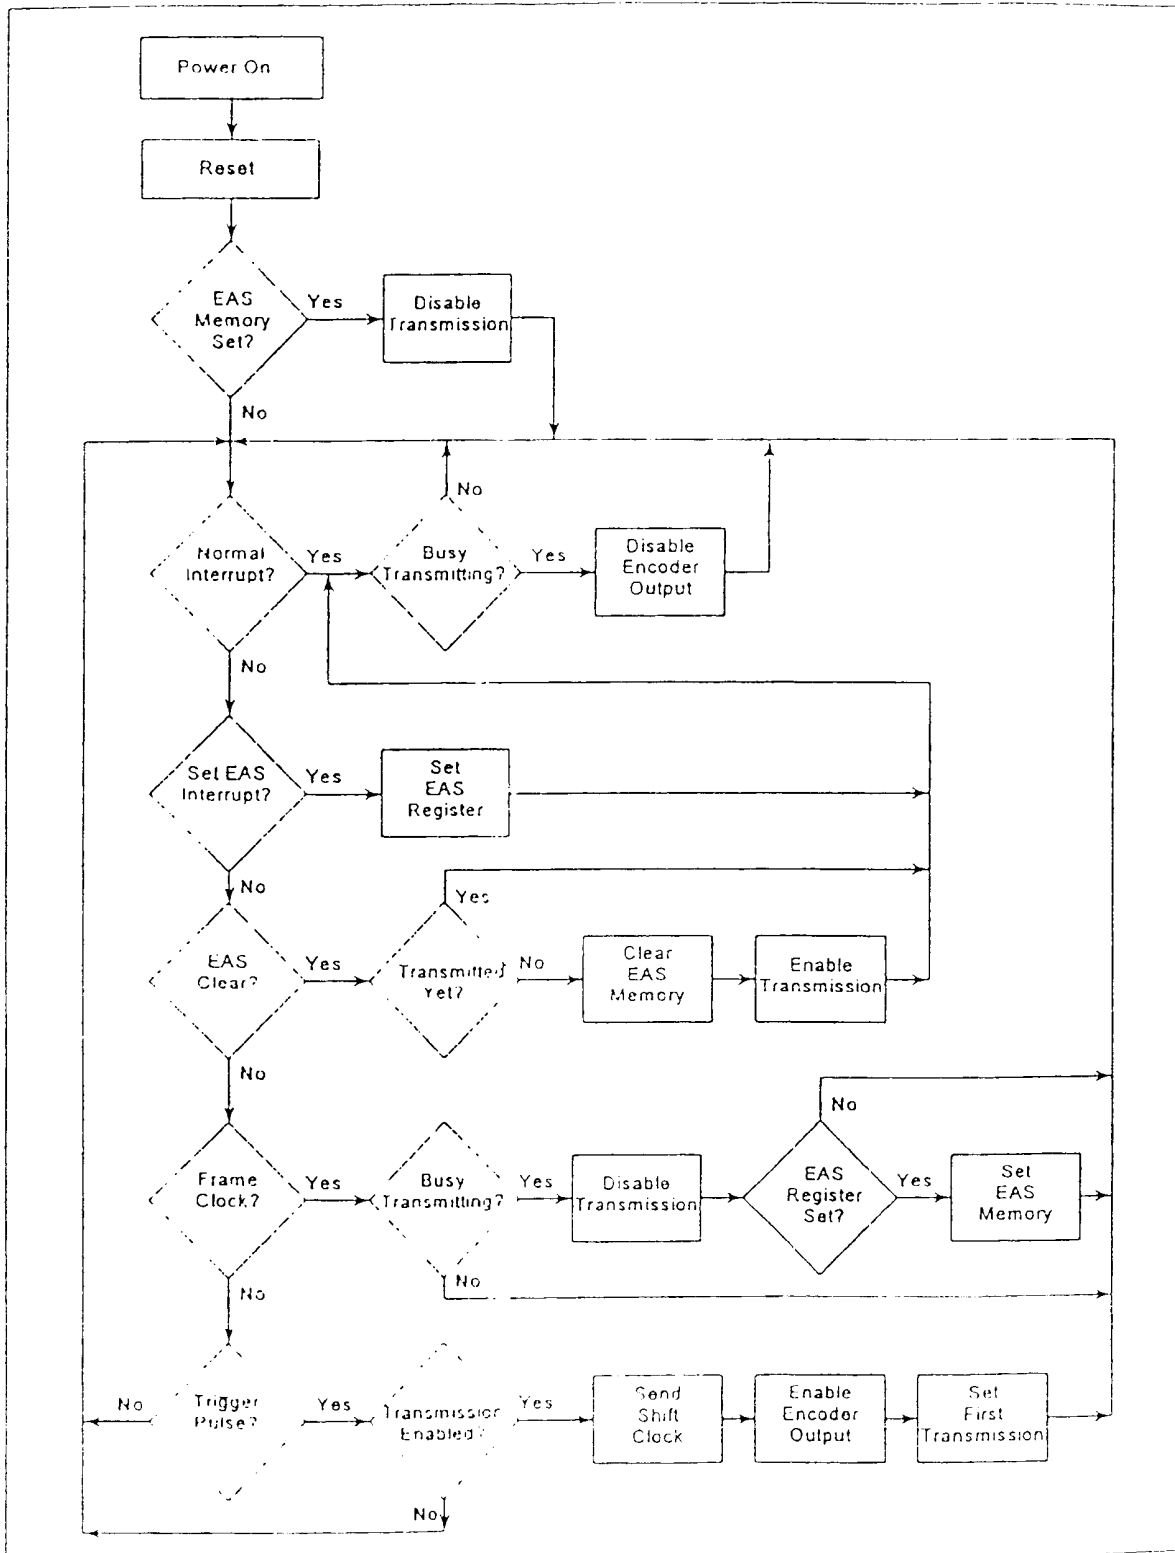 Power On
Reset
EAS
Memory
Set?
Yes
Disable
Transmission
No
Normal
Interrupt?
Yes
Busy
Transmitting?
No
Yes
Disable
Encoder
Output
No
Set EAS
Interrupt?
Yes
Set
EAS
Register
No
EAS
Clear?
Yes
Transmitted
Yet?
Yes
No
Clear
EAS
Memory
Enable
Transmission
No
Frame
Clock?
Yes
Busy
Transmitting?
Yes
Disable
Transmission
EAS
Register
Set?
No
Yes
Set
EAS
Memory
No
No
Trigger
Pulse?
No
Yes
Transmission
Enabled?
Yes
Send
Shift
Clock
Enable
Encoder
Output
Set
First
Transmission
No